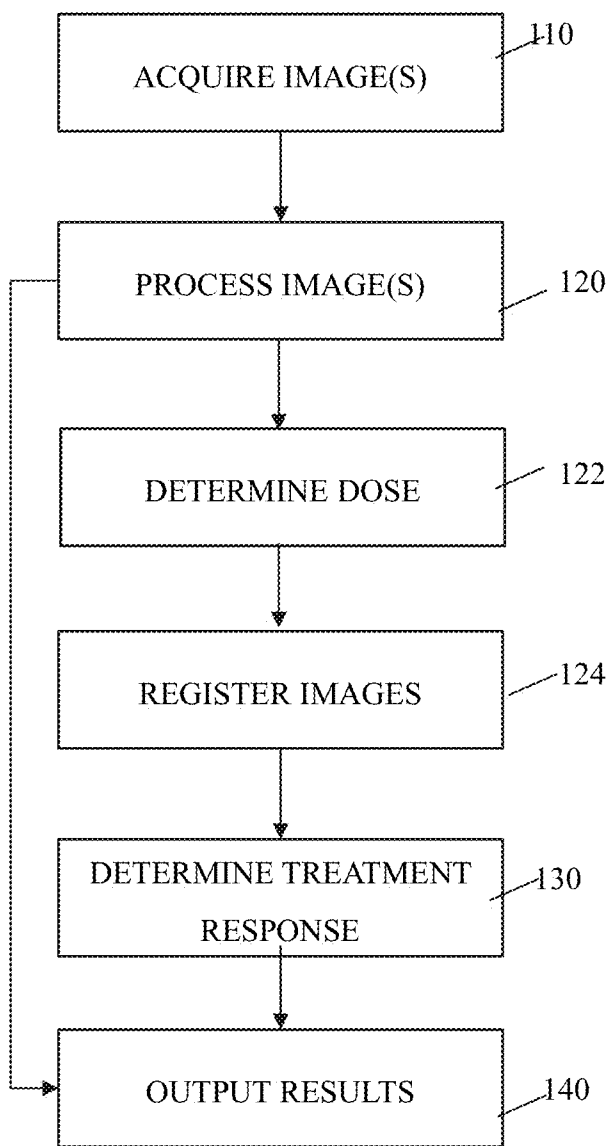 110
ACQUIRE IMAGE(S)
PROCESS IMAGE(S)
120
DETERMINE DOSE
122
REGISTER IMAGES
124
DETERMINE TREATMENT
RESPONSE
130
OUTPUT RESULTS
140